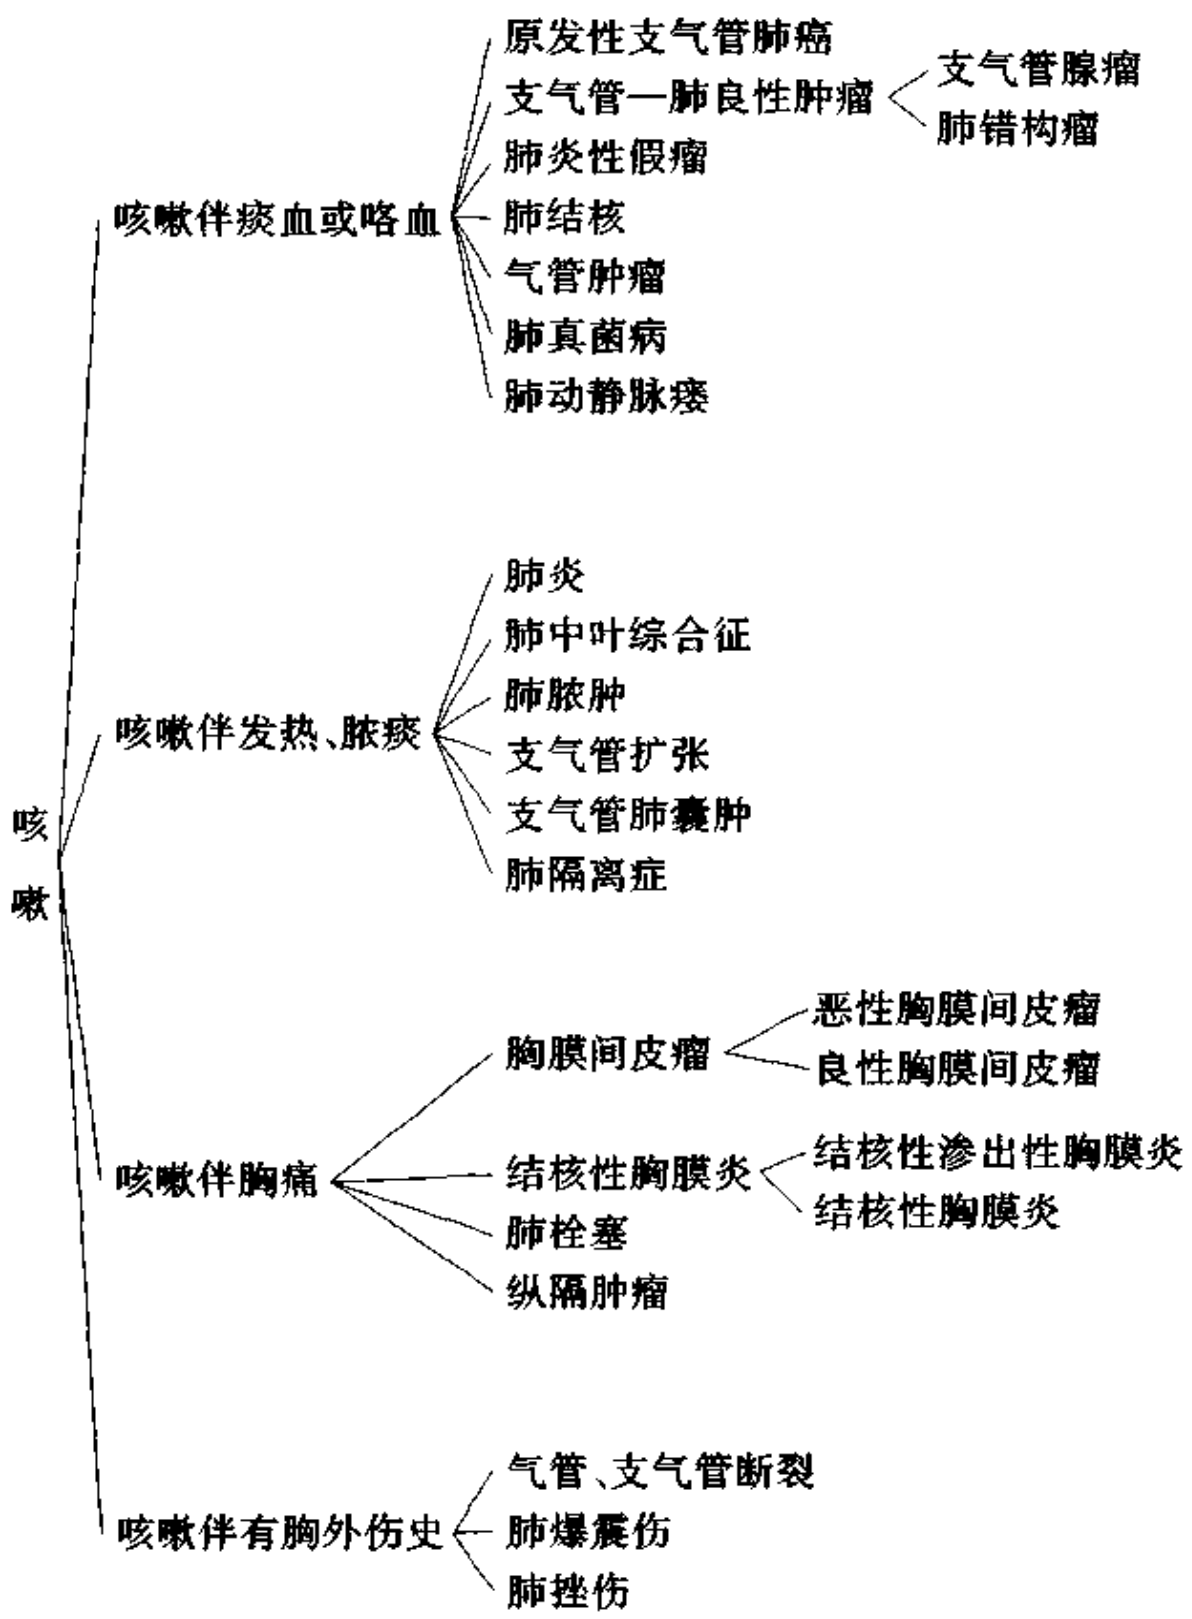 咳嗽
咳嗽伴痰血或咯血
原发性支气管肺癌
支气管—肺良性肿瘤
支气管腺瘤
肺错构瘤
肺炎性假瘤
肺结核
气管肿瘤
肺真菌病
肺动静脉瘘
咳嗽伴发热、脓痰
肺炎
肺中叶综合征
肺脓肿
支气管扩张
支气管肺囊肿
肺隔离症
咳嗽伴胸痛
胸膜间皮瘤
恶性胸膜间皮瘤
良性胸膜间皮瘤
结核性胸膜炎
结核性渗出性胸膜炎
结核性胸膜炎
肺栓塞
纵隔肿瘤
咳嗽伴有胸外伤史
气管、支气管断裂
肺爆震伤
肺挫伤